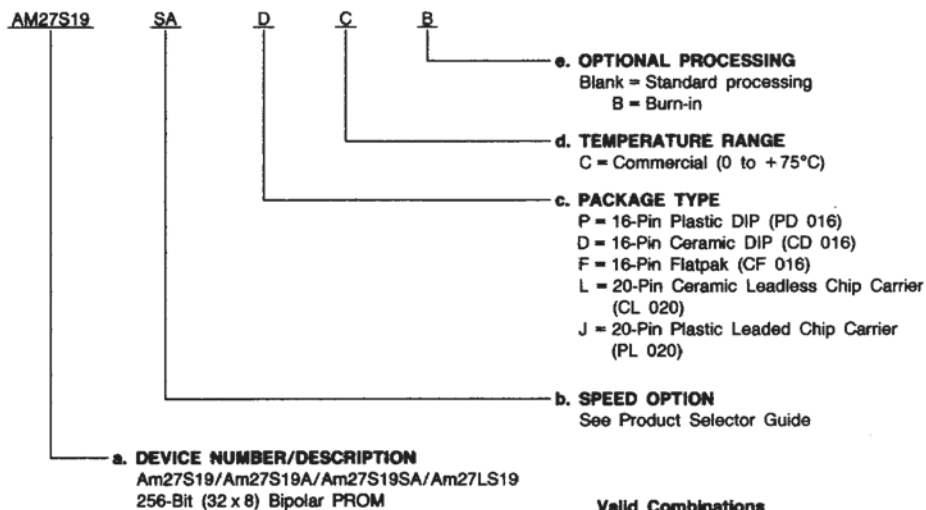 AM27S19 SA D C B
e. OPTIONAL PROCESSING
Blank = Standard processing
B = Burn-in
d. TEMPERATURE RANGE
C = Commercial (0 to +75°C)
c. PACKAGE TYPE
P = 16-Pin Plastic DIP (PD 016)
D = 16-Pin Ceramic DIP (CD 016)
F = 16-Pin Flatpak (CF 016)
L = 20-Pin Ceramic Leadless Chip Carrier
(CL 020)
J = 20-Pin Plastic Leaded Chip Carrier
(PL 020)
b. SPEED OPTION
See Product Selector Guide
a. DEVICE NUMBER/DESCRIPTION
Am27S19/Am27S19A/Am27S19SA/Am27LS19
256-Bit (32 x 8) Bipolar PROM
Valid Combinations